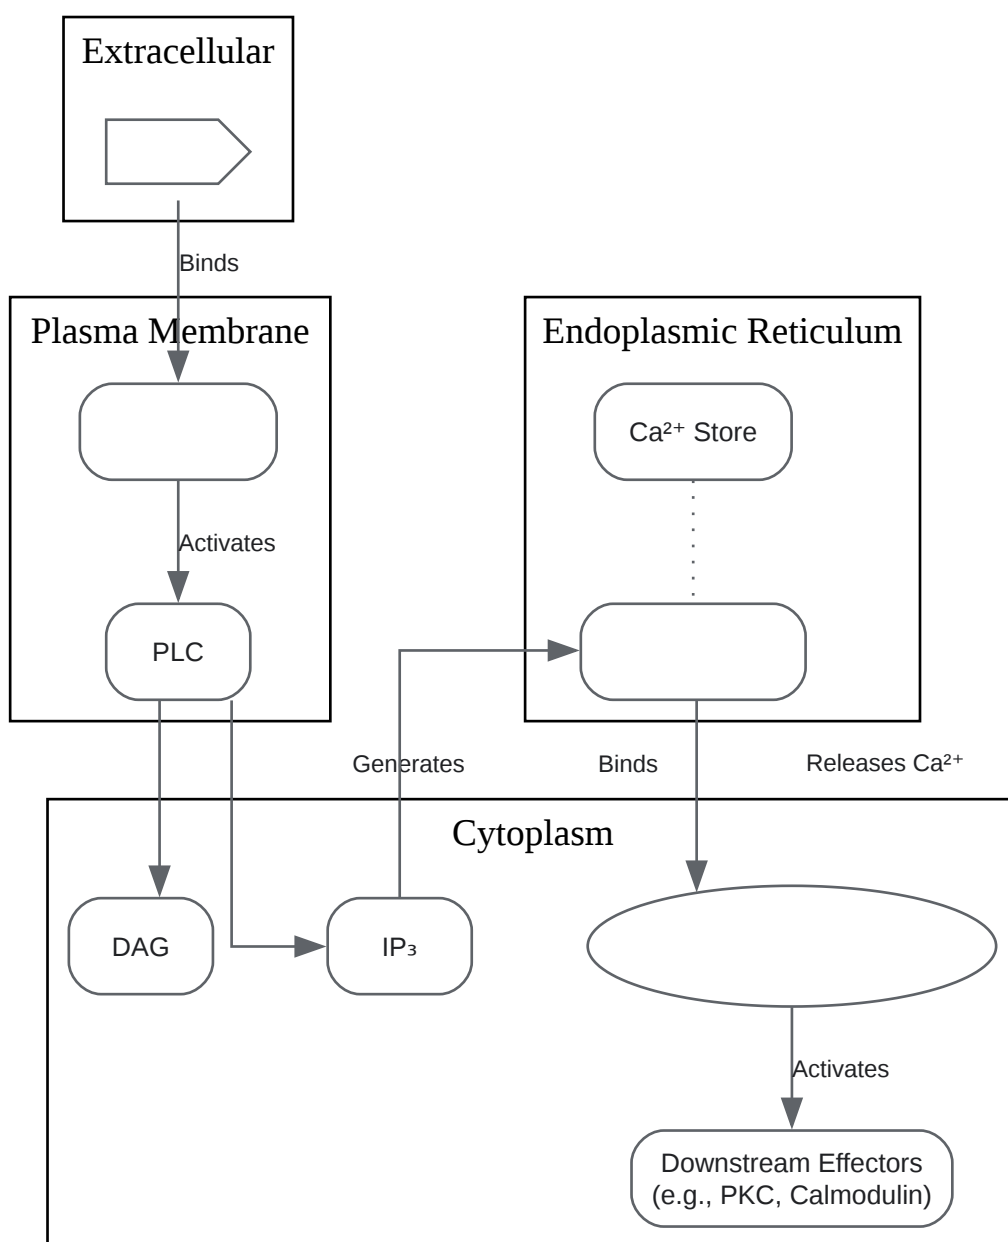 Extracellular
Binds
Plasma Membrane
Endoplasmic Reticulum
Ca²⁺ Store
Activates
PLC
Generates
Binds
Releases Ca²⁺
Cytoplasm
DAG
IP₃
Activates
Downstream Effectors
(e.g., PKC, Calmodulin)